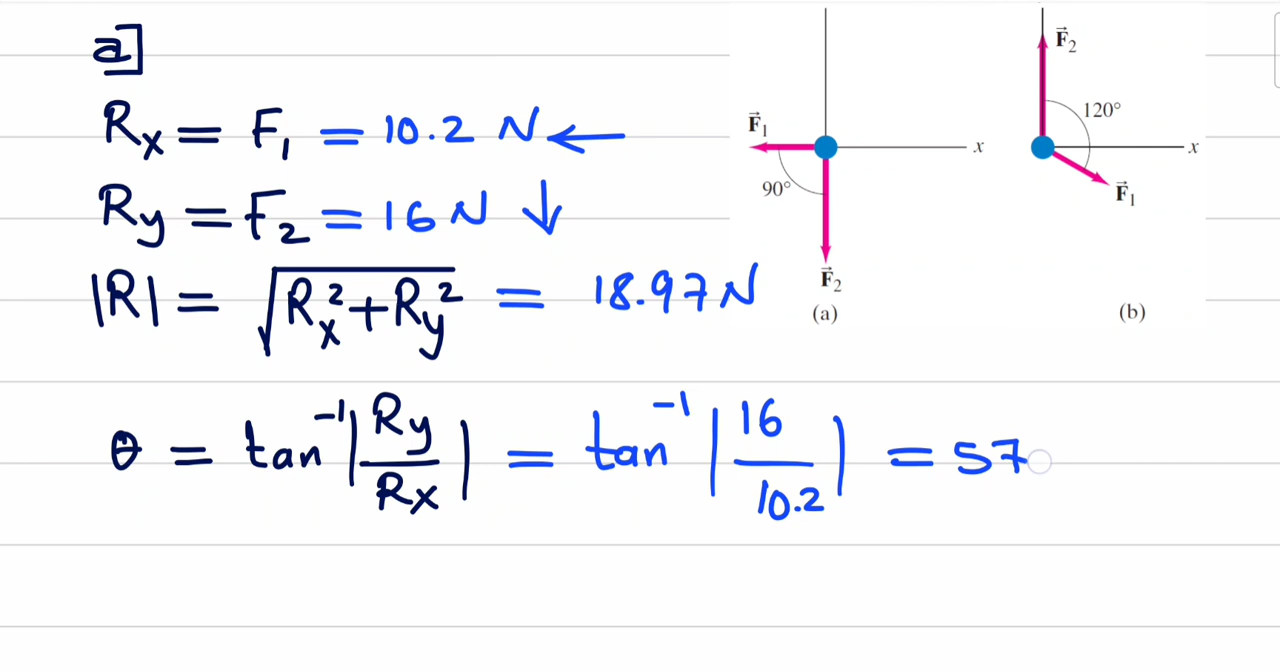 a]
Rx = F₁ = 10.2 N ←
Ry = F₂ = 16 N ↓
|R| = √Rx² + Ry² = 18.97 N
θ = tan⁻¹ |Ry/Rx| = tan⁻¹ |16/10.2| = 57
F⃗₁
x
90°
F⃗₂
(a)
F⃗₂
120°
x
F⃗₁
(b)